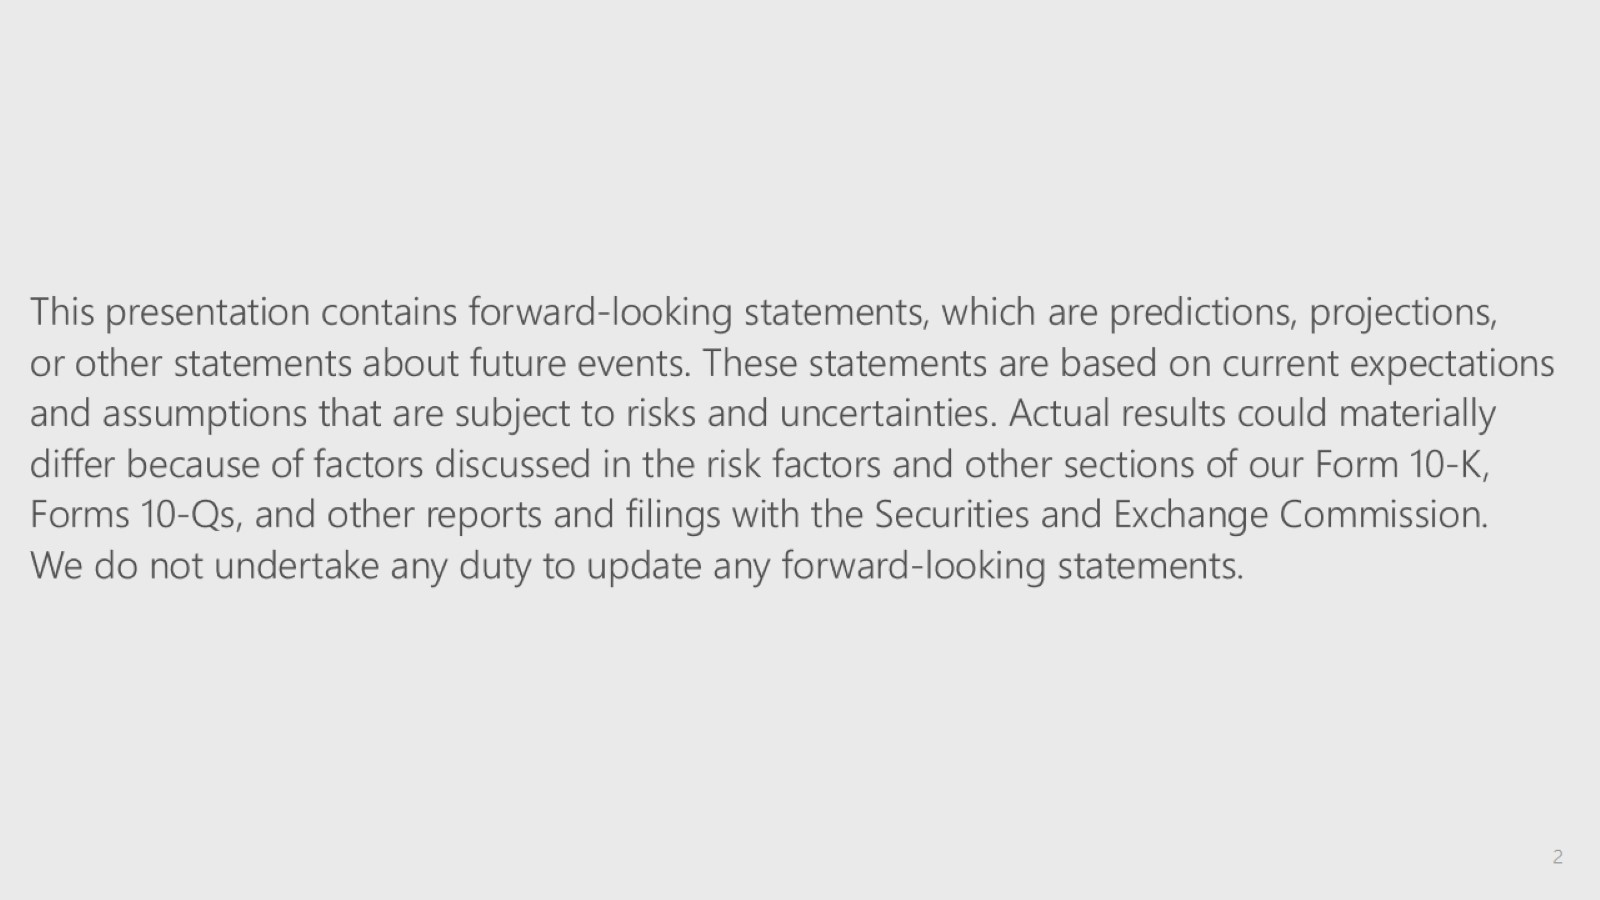 This presentation contains forward-looking statements, which are predictions, projections,
or other statements about future events. These statements are based on current expectations
and assumptions that are subject to risks and uncertainties. Actual results could materially
differ because of factors discussed in the risk factors and other sections of our Form 10-K,
Forms 10-Qs, and other reports and filings with the Securities and Exchange Commission.
We do not undertake any duty to update any forward-looking statements.
2